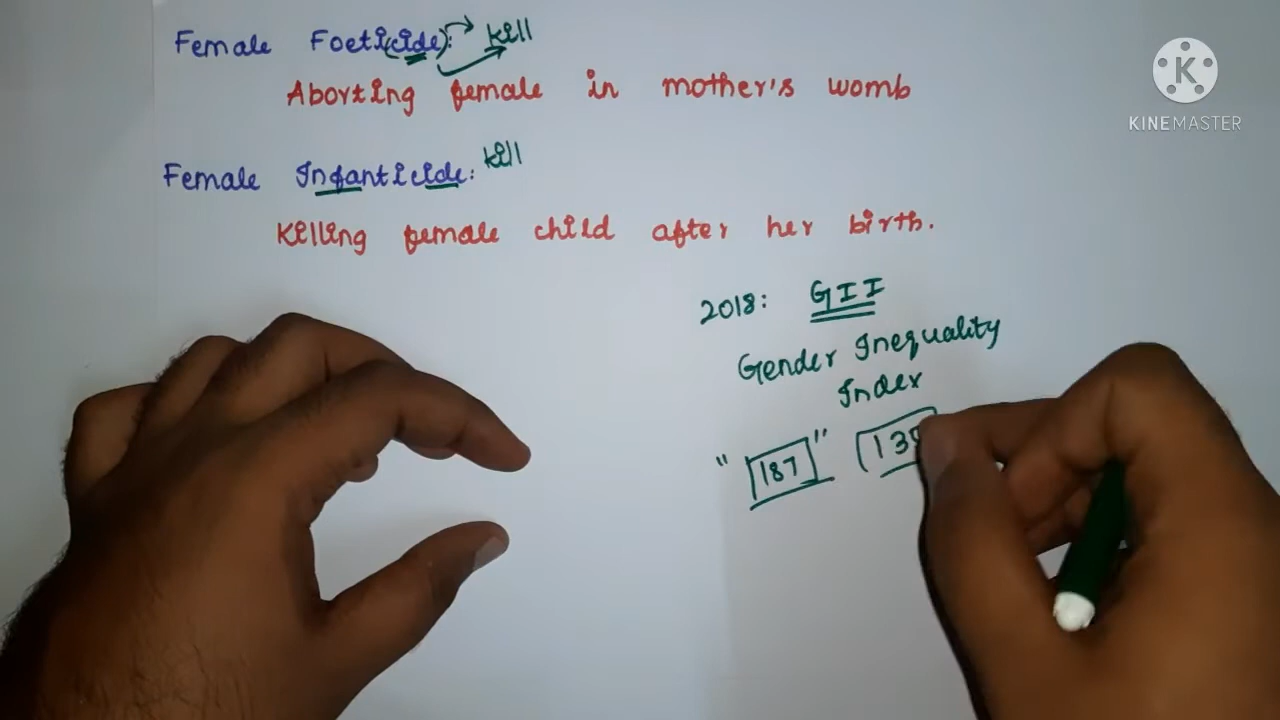 Female Foeticide: kill
Aborting female in mother's womb
Female Infanticide: kill
Killing female child after her birth.
2018: GII
Gender Inequality
Index
"187"
K
KINEMASTER